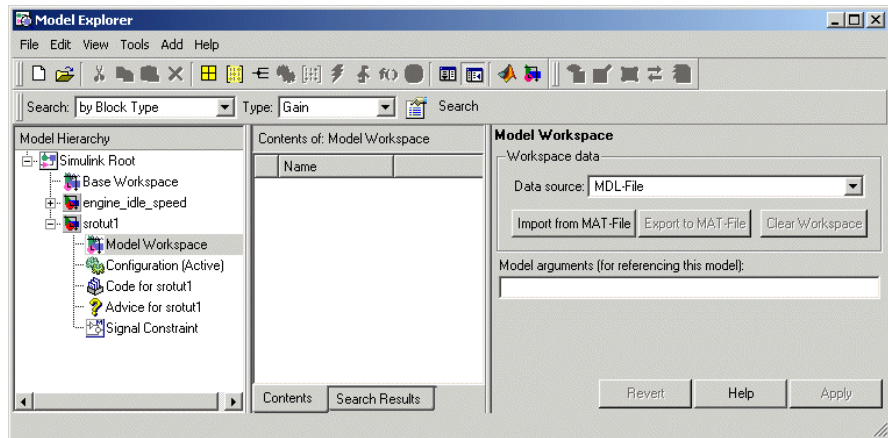 Model Explorer
File Edit View Tools Add Help
Search: by Block Type Type: Gain Search
Model Hierarchy
Simulink Root
Base Workspace
engine_idle_speed
srotut1
Model Workspace
Configuration (Active)
Code for srotut1
Advice for srotut1
Signal Constraint
Contents of: Model Workspace
Name
Contents Search Results
Model Workspace
Workspace data
Data source: MDL-File
Import from MAT-File Export to MAT-File Clear Workspace
Model arguments (for referencing this model):
Revert Help Apply